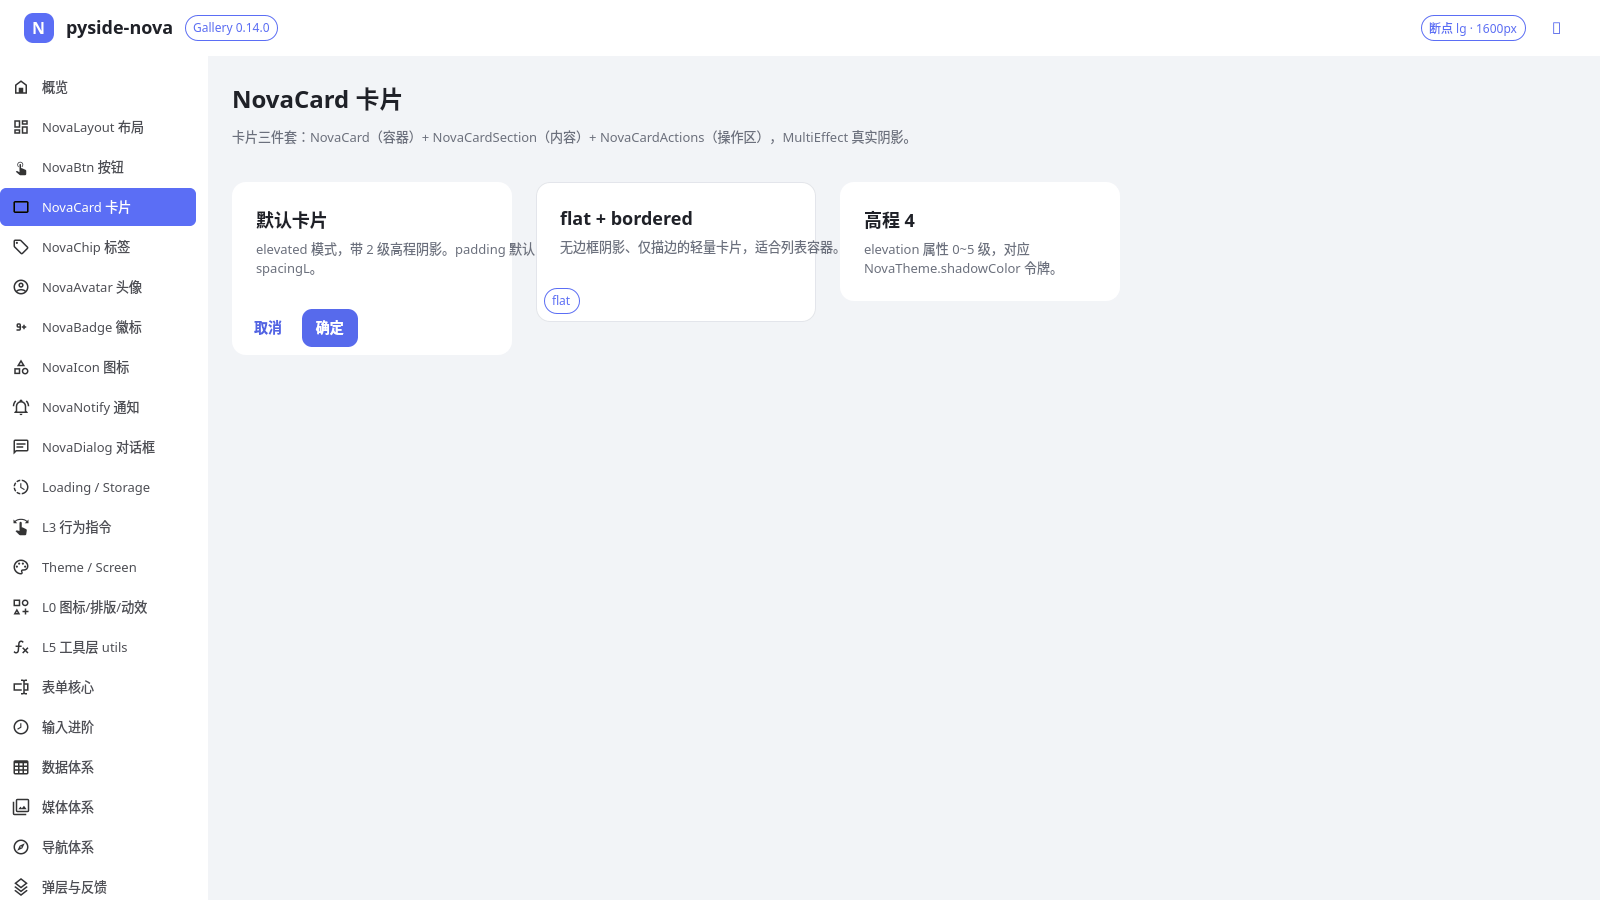 N pyside-nova Gallery 0.14.0 断点 lg · 1600px
概览
NovaLayout 布局
NovaBtn 按钮
NovaCard 卡片
NovaChip 标签
NovaAvatar 头像
9+ NovaBadge 徽标
NovaIcon 图标
NovaNotify 通知
NovaDialog 对话框
Loading / Storage
L3 行为指令
Theme / Screen
L0 图标/排版/动效
L5 工具层 utils
表单核心
输入进阶
数据体系
媒体体系
导航体系
弹层与反馈
NovaCard 卡片
卡片三件套：NovaCard（容器）+ NovaCardSection（内容）+ NovaCardActions（操作区），MultiEffect 真实阴影。
默认卡片
elevated 模式，带 2 级高程阴影。padding 默认
spacingL。
取消 确定
flat + bordered
无边框阴影、仅描边的轻量卡片，适合列表容器。
flat
高程 4
elevation 属性 0~5 级，对应
NovaTheme.shadowColor 令牌。